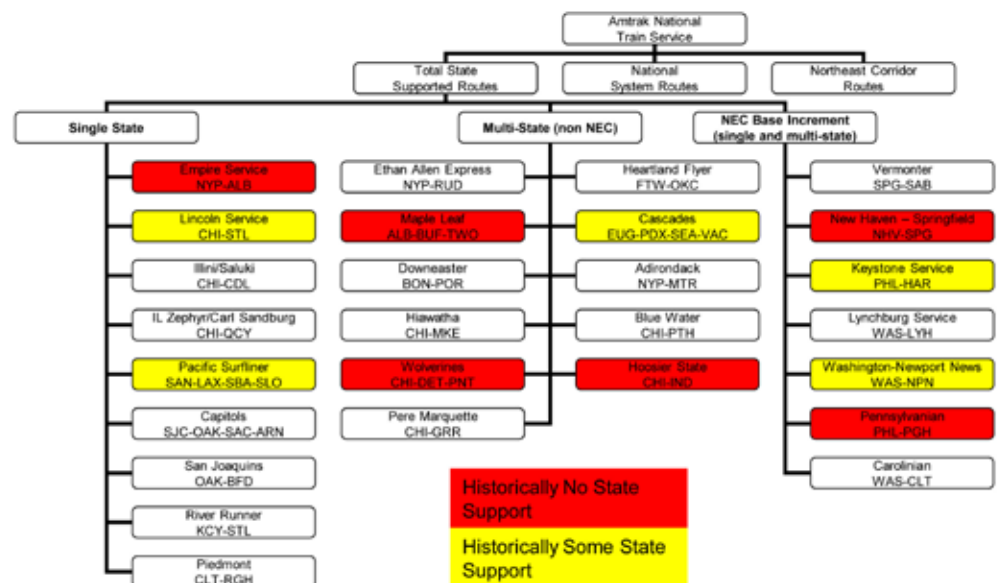 Amtrak National
Train Service
Total State
Supported Routes
National
System Routes
Northeast Corridor
Routes
Single State
Multi-State (non NEC)
NEC Base Increment
(single and multi-state)
Empire Service
NYP-ALB
Lincoln Service
CHI-STL
Illini/Saluki
CHI-CDL
IL Zephyr/Carl Sandburg
CHI-QCY
Pacific Surfliner
SAN-LAX-SBA-SLO
Capitols
SJC-OAK-SAC-ARN
San Joaquins
OAK-BFD
River Runner
KCY-STL
Piedmont
CLT-RGH
Ethan Allen Express
NYP-RUD
Maple Leaf
ALB-BUF-TWO
Downeaster
BON-POR
Hiawatha
CHI-MKE
Wolverines
CHI-DET-PNT
Pere Marquette
CHI-GRR
Heartland Flyer
FTW-OKC
Cascades
EUG-PDX-SEA-VAC
Adirondack
NYP-MTR
Blue Water
CHI-PTH
Hoosier State
CHI-IND
Vermonter
SPG-SAB
New Haven – Springfield
NHV-SPG
Keystone Service
PHL-HAR
Lynchburg Service
WAS-LYH
Washington-Newport News
WAS-NPN
Pennsylvanian
PHL-PGH
Carolinian
WAS-CLT
Historically No State
Support
Historically Some State
Support